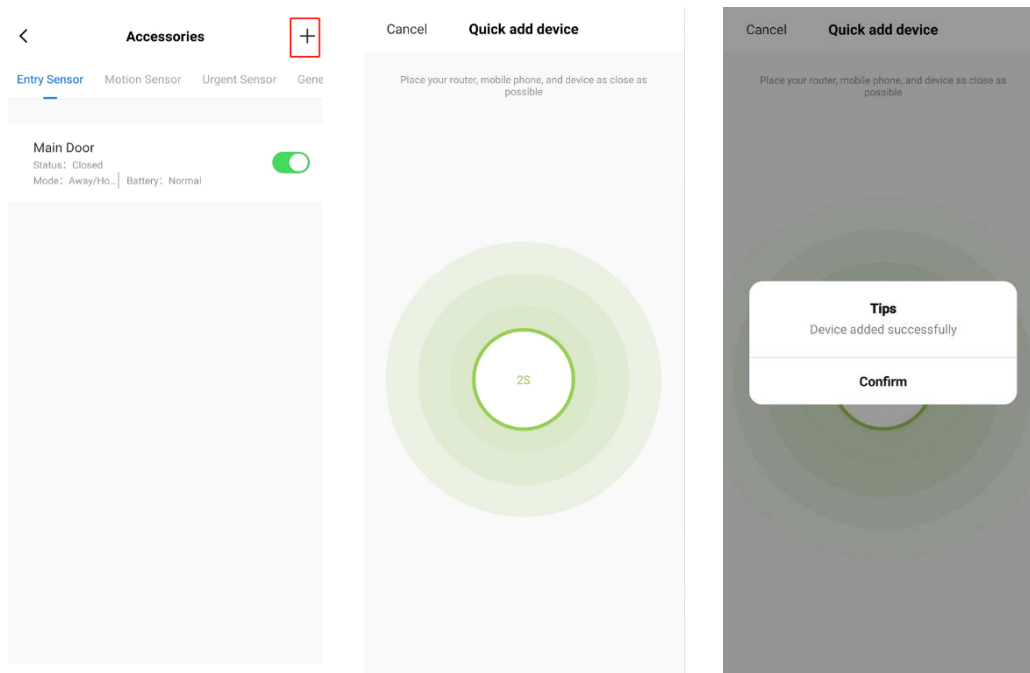 Accessories
Entry Sensor Motion Sensor Urgent Sensor Gene
Main Door
Status: Closed
Mode: Away/Ho... Battery: Normal
Cancel Quick add device
Place your router, mobile phone, and device as close as
possible
2S
Cancel Quick add device
Place your router, mobile phone, and device as close as
possible
Tips
Device added successfully
Confirm